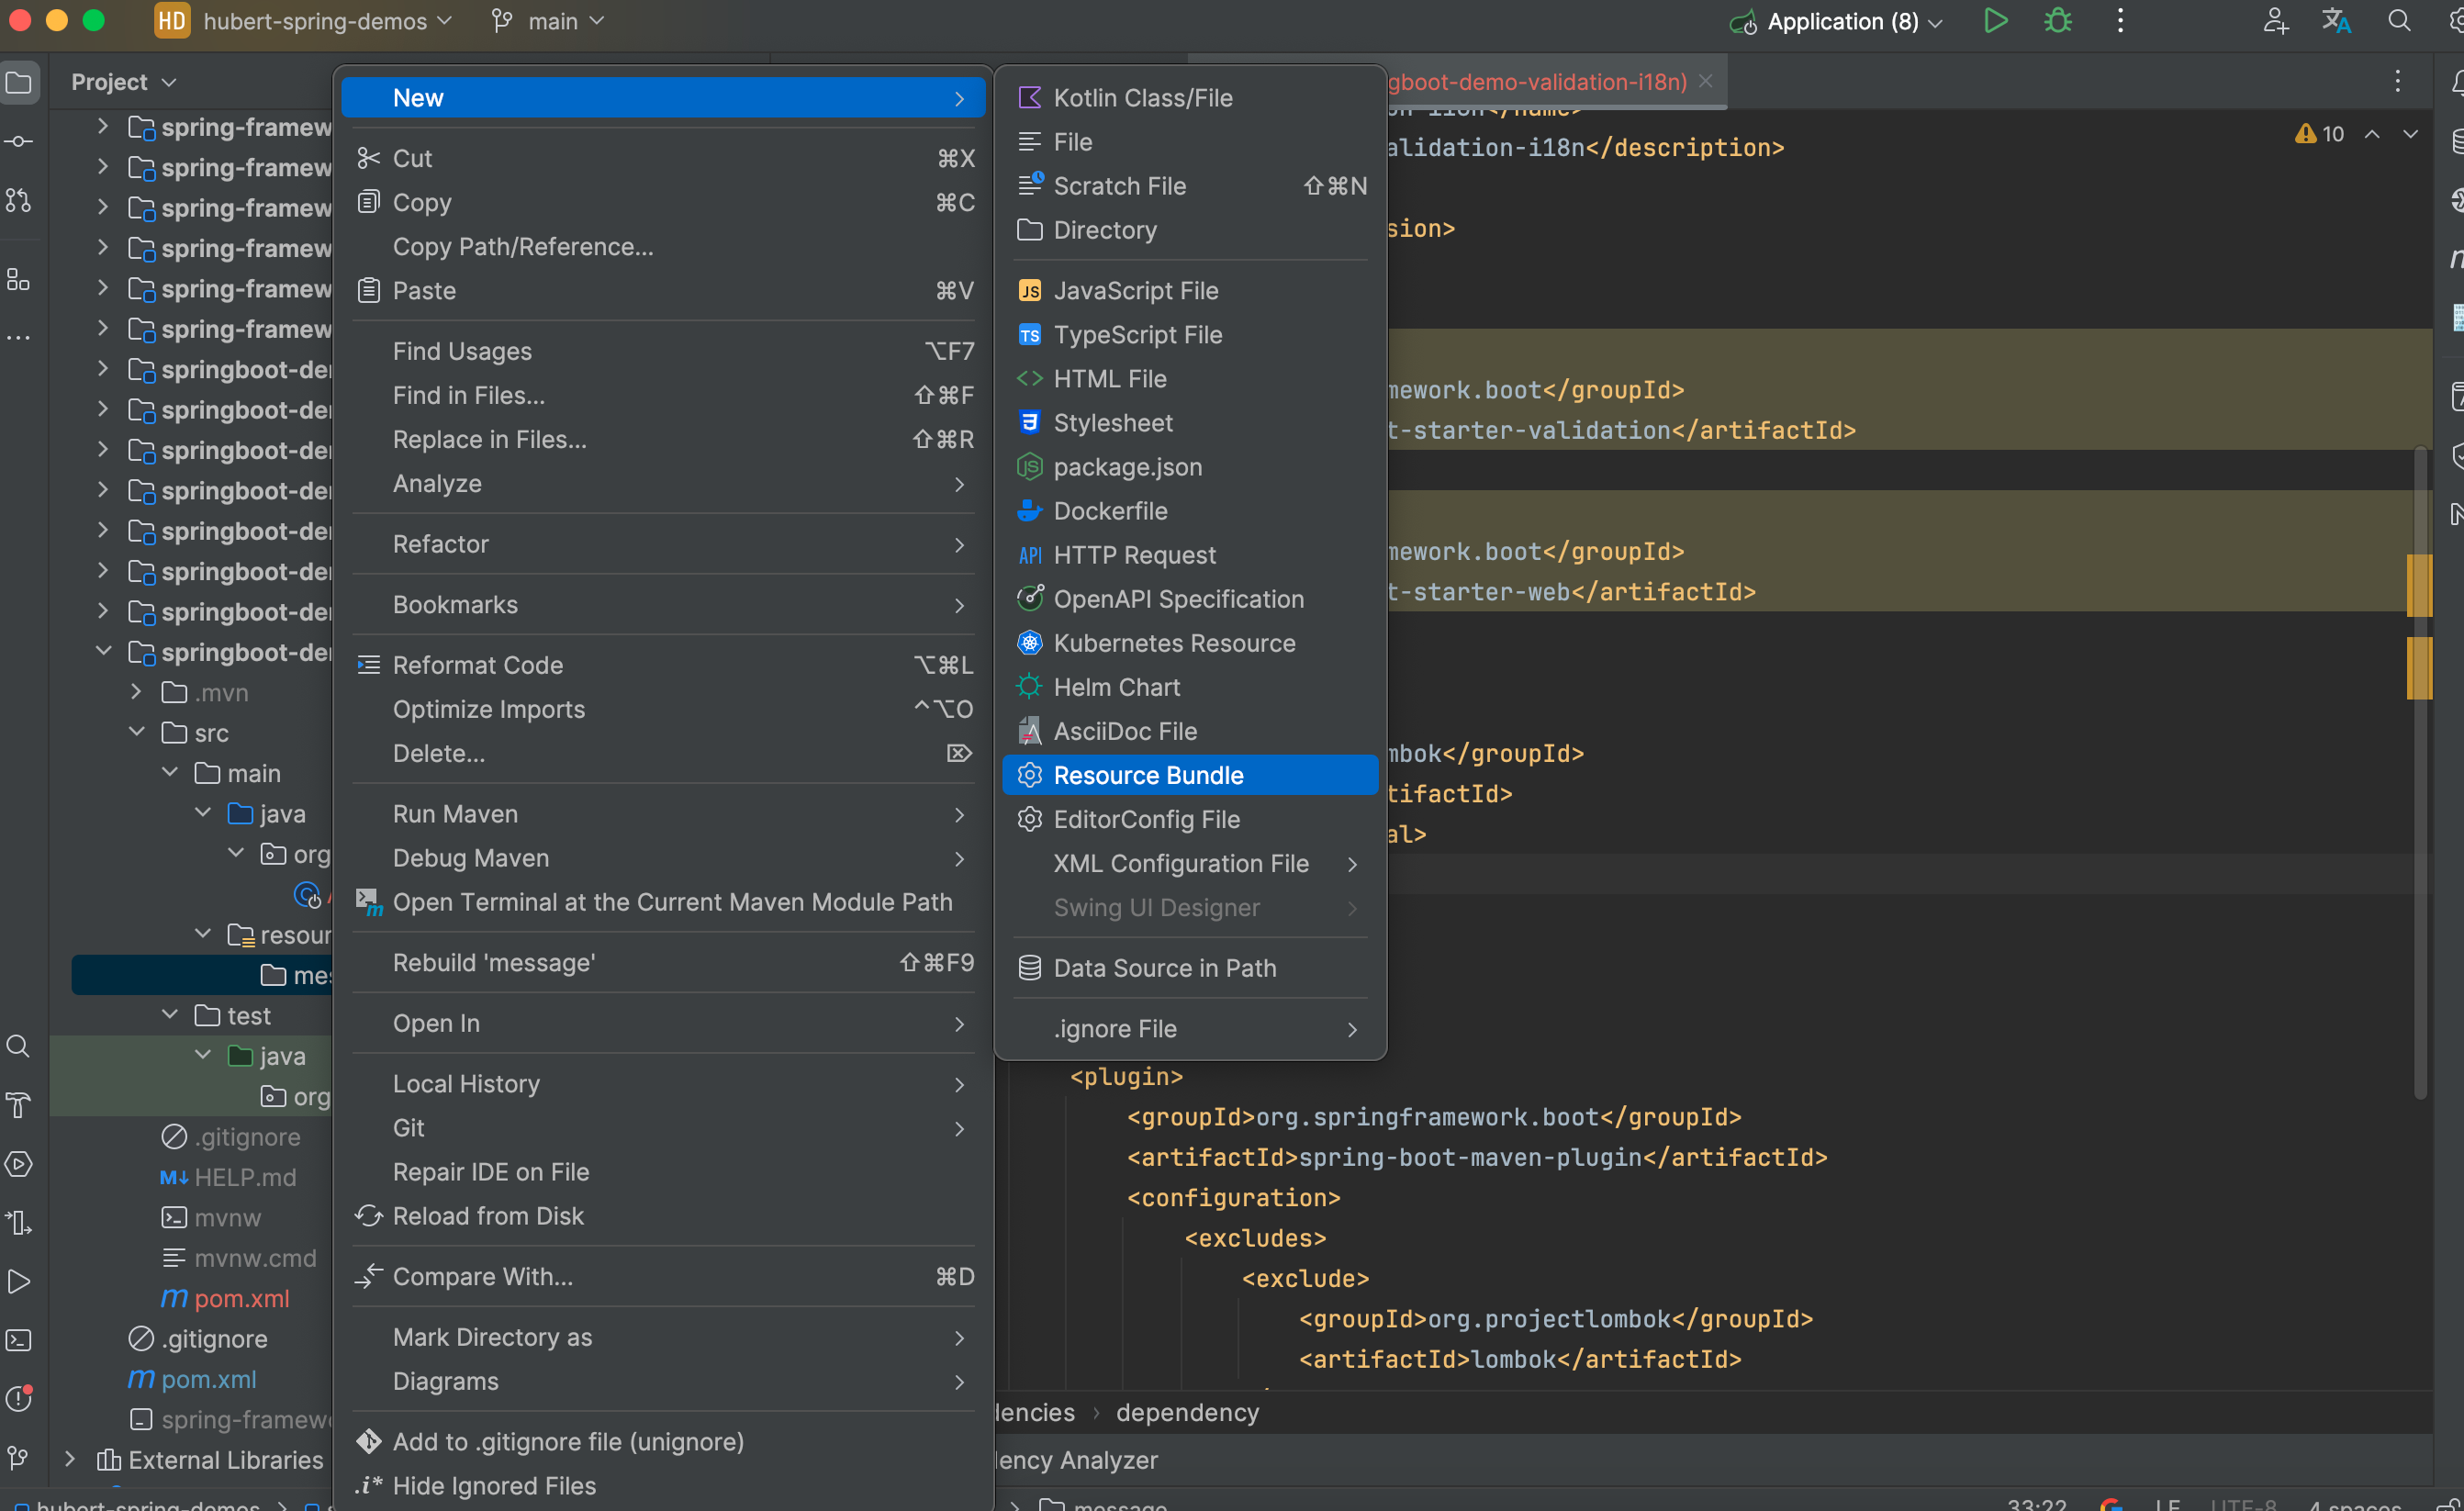 HD hubert-spring-demos main Application (8)
Project
gboot-demo-validation-i18n)
spring-framew
spring-framew
spring-framew
spring-framew
spring-framew
spring-framew
springboot-de
springboot-de
springboot-de
springboot-de
springboot-de
springboot-de
springboot-de
springboot-de
.mvn
src
main
java
org
resour
mes
test
java
org
.gitignore
M↓ HELP.md
mvnw
mvnw.cmd
m pom.xml
.gitignore
m pom.xml
spring-framew
External Libraries
New
Cut ⌘X
Copy ⌘C
Copy Path/Reference...
Paste ⌘V
Find Usages ⌥F7
Find in Files... ⇧⌘F
Replace in Files... ⇧⌘R
Analyze
Refactor
Bookmarks
Reformat Code ⌥⌘L
Optimize Imports ^⌥O
Delete... ⌦
Run Maven
Debug Maven
Open Terminal at the Current Maven Module Path
Rebuild 'message' ⇧⌘F9
Open In
Local History
Git
Repair IDE on File
Reload from Disk
Compare With... ⌘D
Mark Directory as
Diagrams
Add to .gitignore file (unignore)
.i* Hide Ignored Files
Kotlin Class/File
File
Scratch File ⇧⌘N
Directory
JS JavaScript File
TS TypeScript File
<> HTML File
Stylesheet
package.json
Dockerfile
API HTTP Request
OpenAPI Specification
Kubernetes Resource
Helm Chart
AsciiDoc File
Resource Bundle
EditorConfig File
XML Configuration File
Swing UI Designer
Data Source in Path
.ignore File
10
on-i18n</name>
alidation-i18n</description>
sion>
mework.boot</groupId>
t-starter-validation</artifactId>
mework.boot</groupId>
t-starter-web</artifactId>
mbok</groupId>
tifactId>
al>
<plugin>
<groupId>org.springframework.boot</groupId>
<artifactId>spring-boot-maven-plugin</artifactId>
<configuration>
<excludes>
<exclude>
<groupId>org.projectlombok</groupId>
<artifactId>lombok</artifactId>
dencies › dependency
dency Analyzer
hubert-spring-demos message 33:22 LF UTF-8 4 spaces